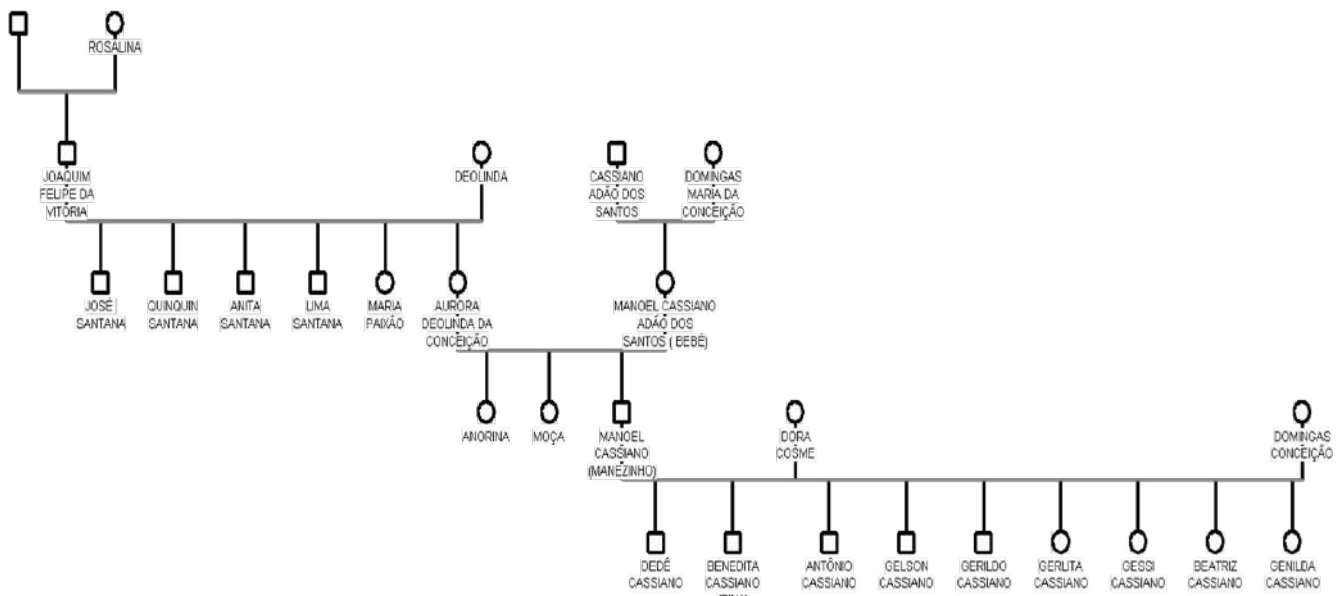 ROSALINA
JOAQUIM
FELIPE DA
VITÓRIA
DEOLINDA
CASSIANO
ADÃO DOS
SANTOS
DOMINGAS
MARIA DA
CONCEIÇÃO
JOSÉ
SANTANA
QUINQUIN
SANTANA
ANITA
SANTANA
LIMA
SANTANA
MARIA
PAIXÃO
AURORA
DEOLINDA DA
CONCEIÇÃO
MANOEL CASSIANO
ADÃO DOS
SANTOS ( BEBÉ)
ANORINA
MOÇA
MANOEL
CASSIANO
(MANEZINHO)
DORA
COSME
DOMINGAS
CONCEIÇÃO
DEDÊ
CASSIANO
BENEDITA
CASSIANO
ANTÔNIO
CASSIANO
GELSON
CASSIANO
GERILDO
CASSIANO
GERLITA
CASSIANO
GESSI
CASSIANO
BEATRIZ
CASSIANO
GENILDA
CASSIANO